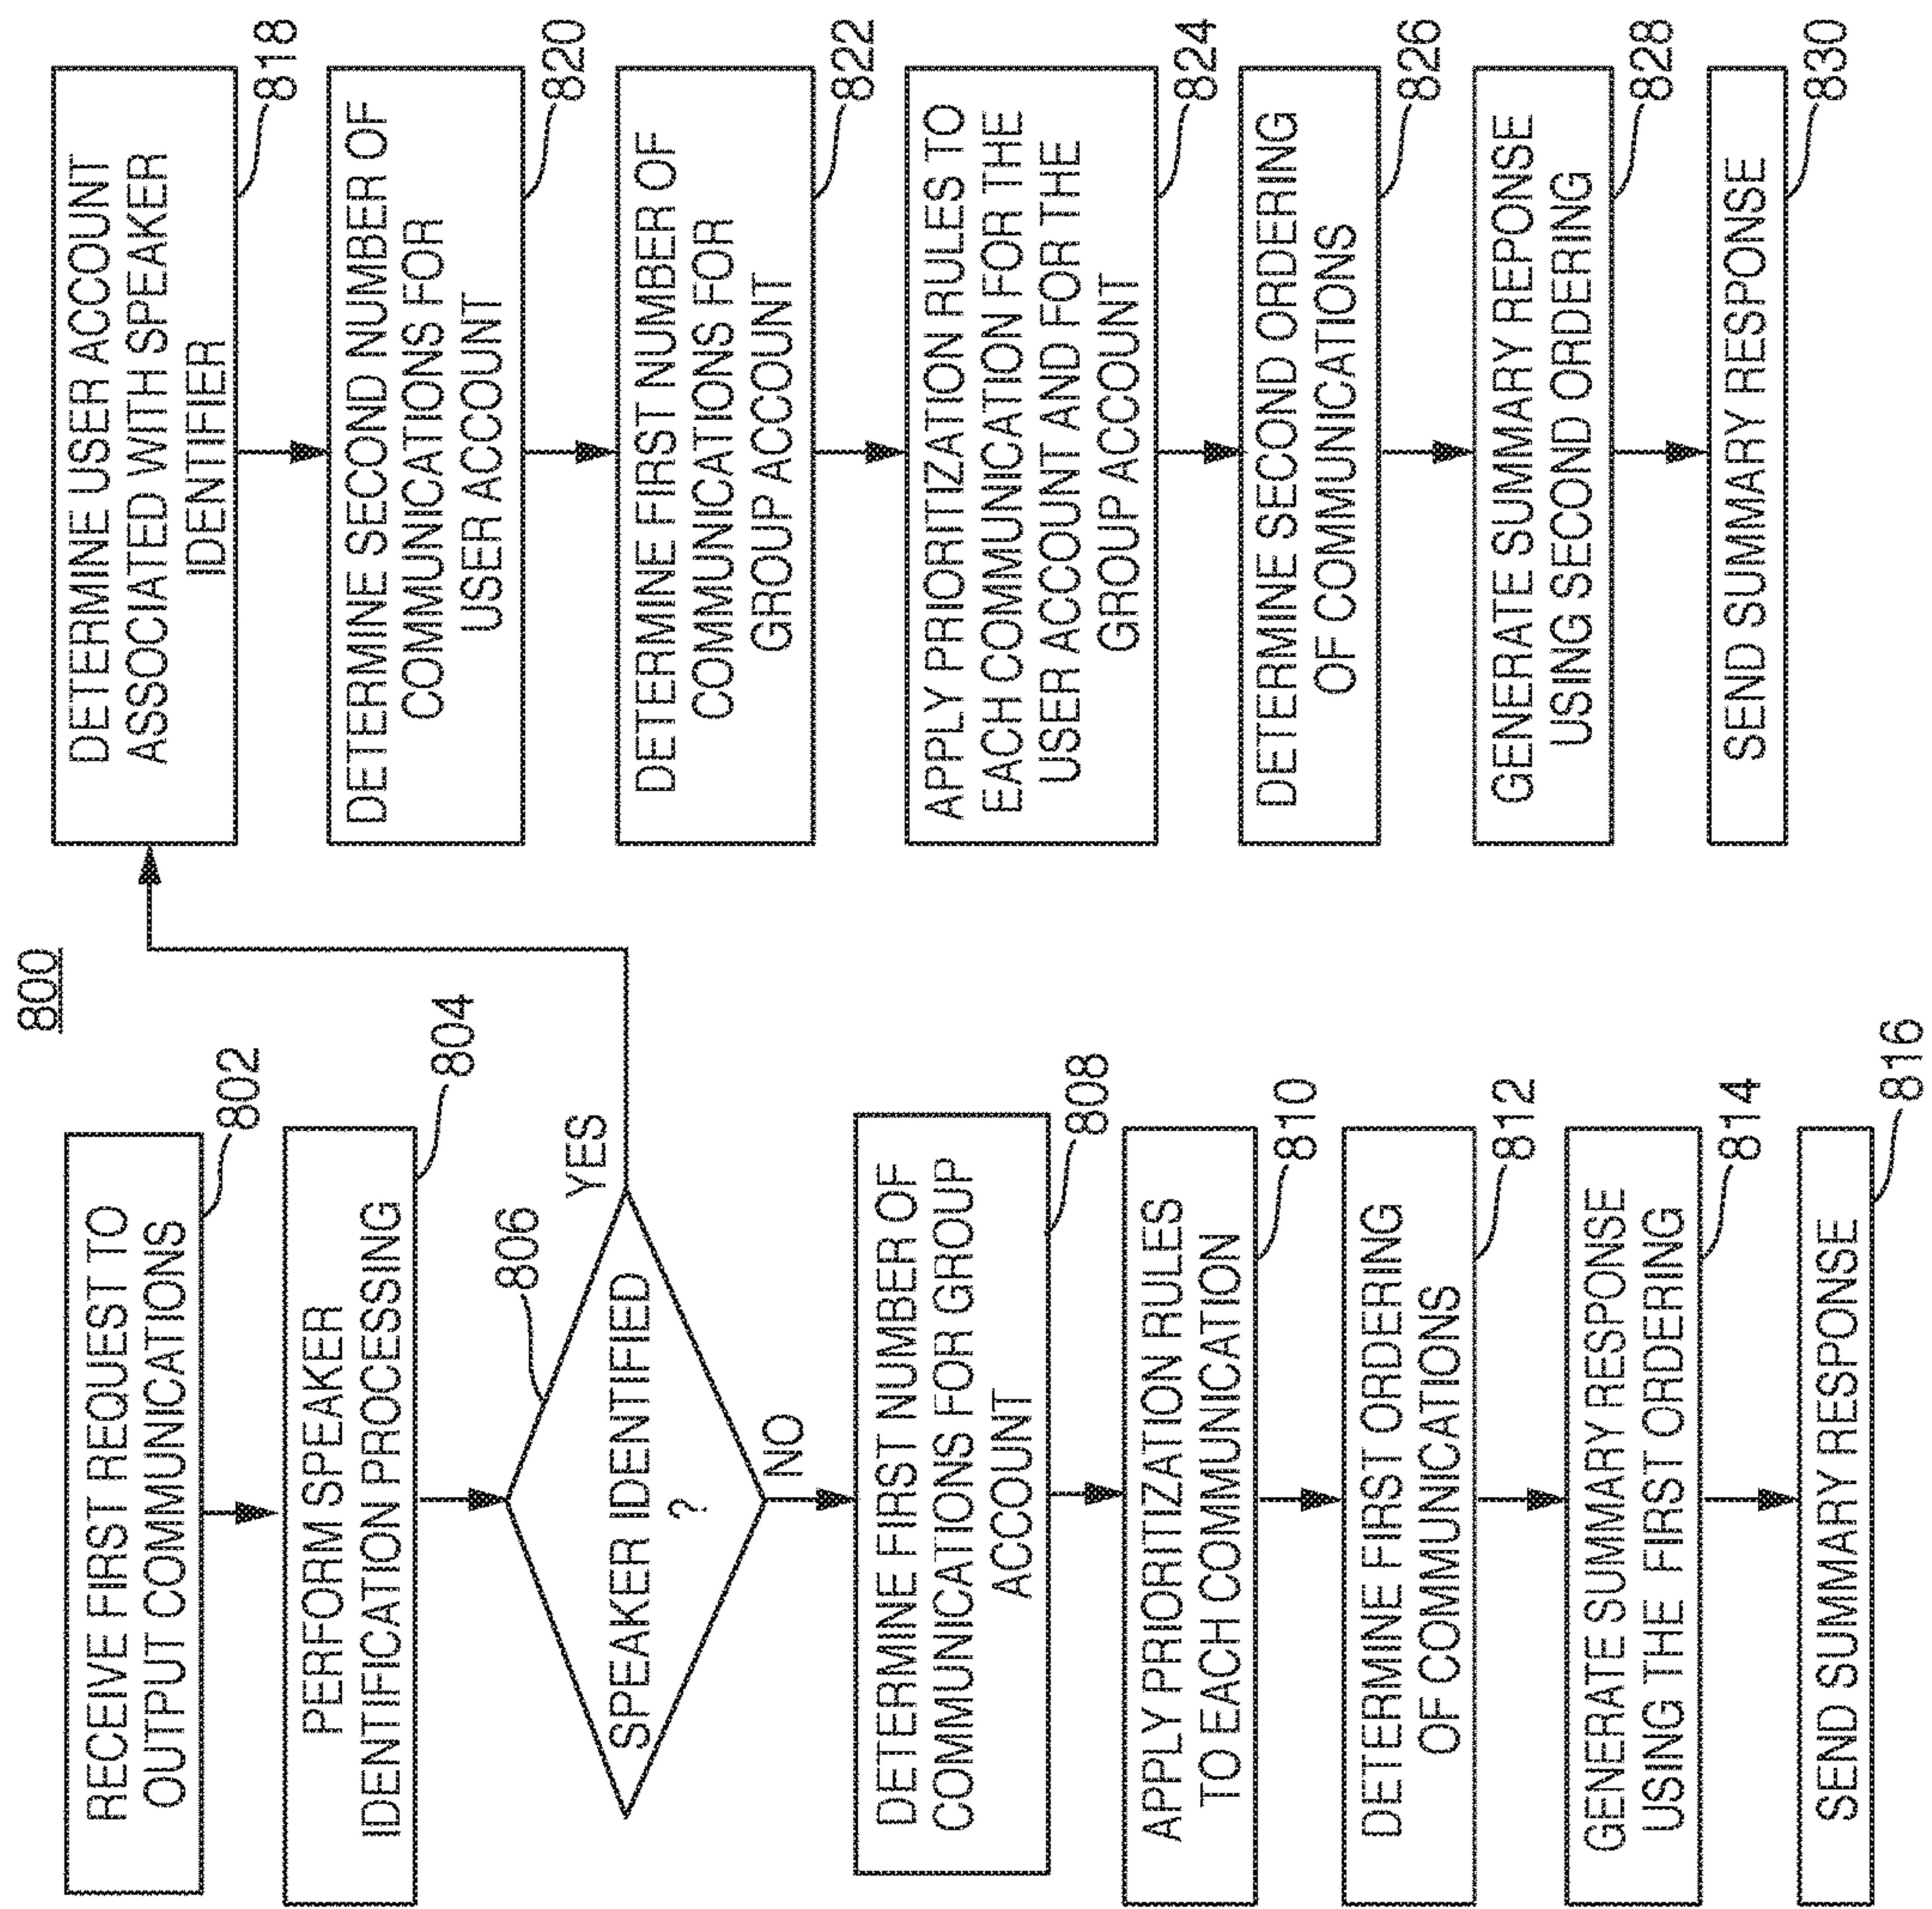 800
RECEIVE FIRST REQUEST TO
OUTPUT COMMUNICATIONS
802
PERFORM SPEAKER
IDENTIFICATION PROCESSING
804
SPEAKER IDENTIFIED
?
806
YES
NO
DETERMINE FIRST NUMBER OF
COMMUNICATIONS FOR GROUP
ACCOUNT
808
APPLY PRIORITIZATION RULES
TO EACH COMMUNICATION
810
DETERMINE FIRST ORDERING
OF COMMUNICATIONS
812
GENERATE SUMMARY RESPONSE
USING THE FIRST ORDERING
814
SEND SUMMARY RESPONSE
816
DETERMINE USER ACCOUNT
ASSOCIATED WITH SPEAKER
IDENTIFIER
818
DETERMINE SECOND NUMBER OF
COMMUNICATIONS FOR
USER ACCOUNT
820
DETERMINE FIRST NUMBER OF
COMMUNICATIONS FOR
GROUP ACCOUNT
822
APPLY PRIORITIZATION RULES TO
EACH COMMUNICATION FOR THE
USER ACCOUNT AND FOR THE
GROUP ACCOUNT
824
DETERMINE SECOND ORDERING
OF COMMUNICATIONS
826
GENERATE SUMMARY REPONSE
USING SECOND ORDERING
828
SEND SUMMARY RESPONSE
830